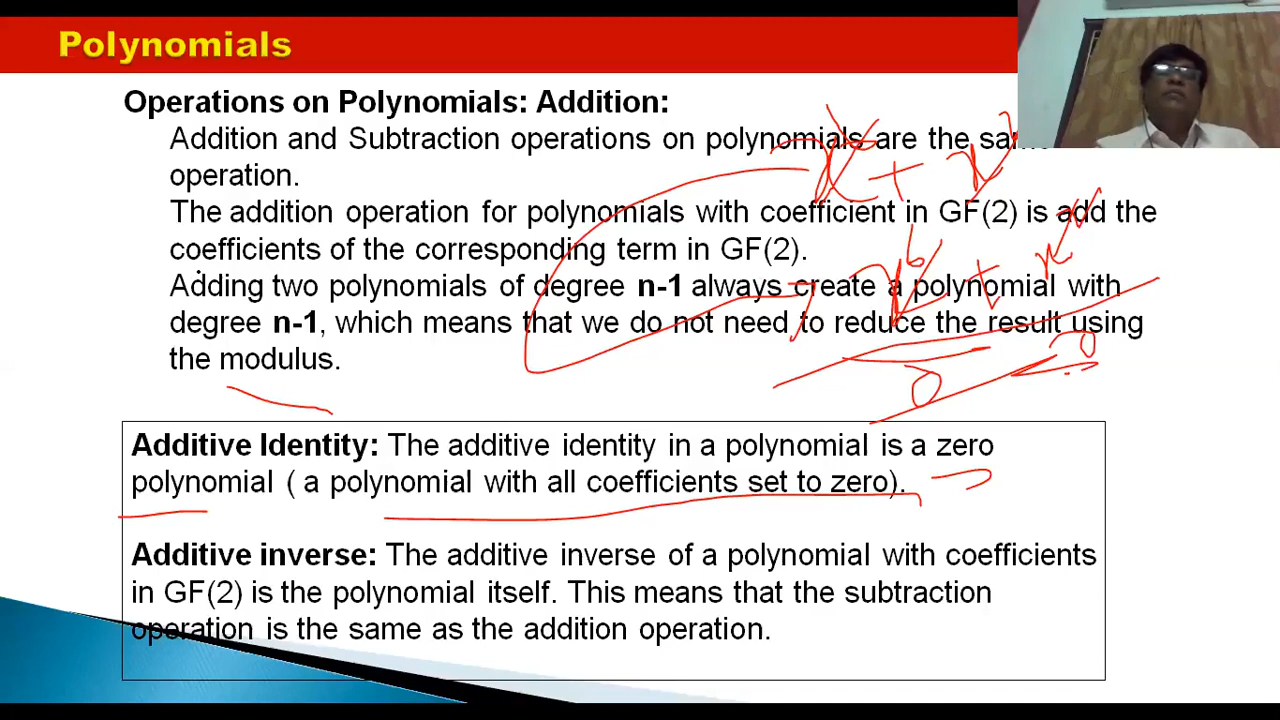 Polynomials
Operations on Polynomials: Addition:
Addition and Subtraction operations on polynomials are the same
operation.
The addition operation for polynomials with coefficient in GF(2) is add the
coefficients of the corresponding term in GF(2).
Adding two polynomials of degree n-1 always create a polynomial with
degree n-1, which means that we do not need to reduce the result using
the modulus.
Additive Identity: The additive identity in a polynomial is a zero
polynomial ( a polynomial with all coefficients set to zero).
Additive inverse: The additive inverse of a polynomial with coefficients
in GF(2) is the polynomial itself. This means that the subtraction
operation is the same as the addition operation.